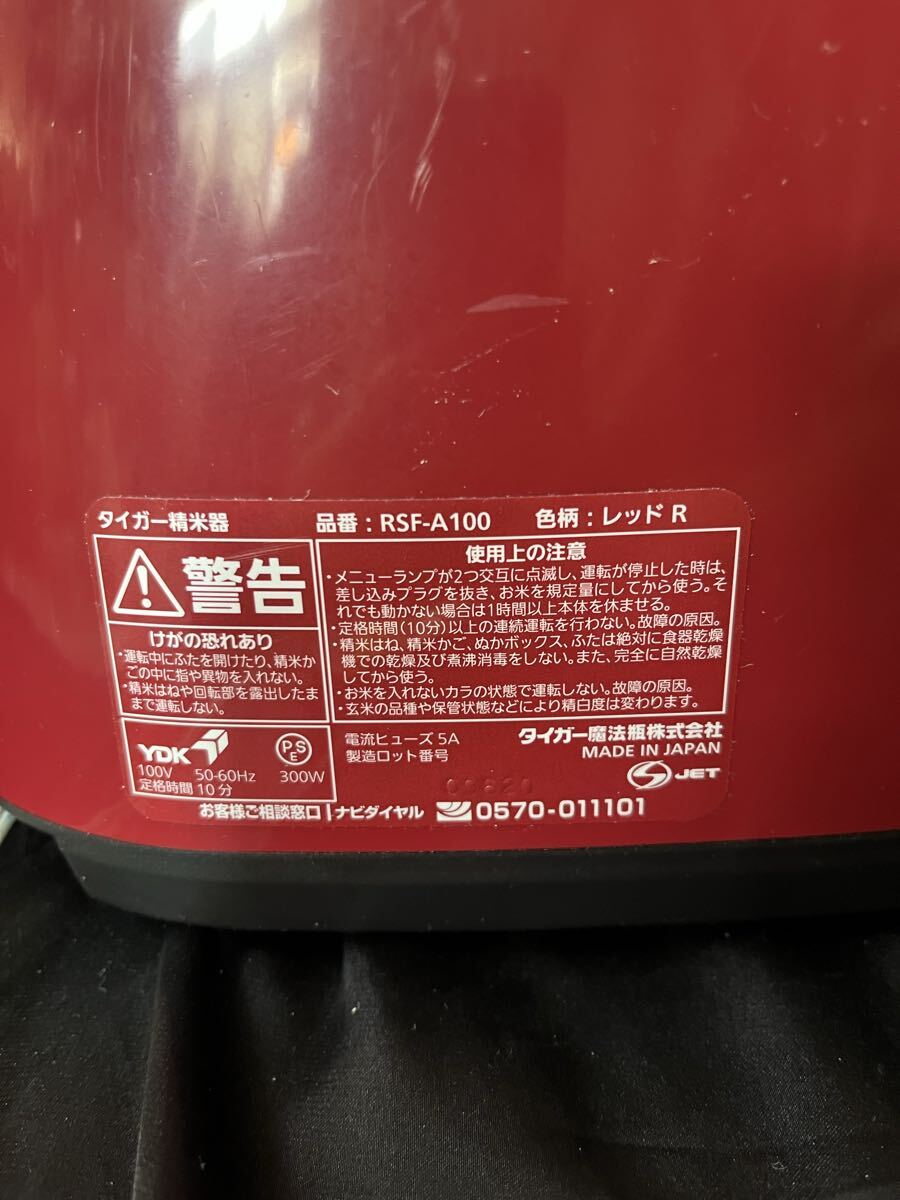 タイガー精米器 品番：RSF-A100 色柄：レッド R
警告
けがの恐れあり
・運転中にふたを開けたり、精米か
ごの中に指や異物を入れない。
・精米はねや回転部を露出したま
まで運転しない。
使用上の注意
・メニューランプが2つ交互に点滅し、運転が停止した時は、
差し込みプラグを抜き、お米を規定量にしてから使う。そ
れでも動かない場合は1時間以上本体を休ませる。
・定格時間（10分）以上の連続運転を行わない。故障の原因。
・精米はね、精米かご、ぬかボックス、ふたは絶対に食器乾燥
機での乾燥及び煮沸消毒をしない。また、完全に自然乾燥
してから使う。
・お米を入れないカラの状態で運転しない。故障の原因。
・玄米の品種や保管状態などにより精白度は変わります。
YDK PSE
100V 50-60Hz 300W
定格時間 10分
電流ヒューズ 5A
製造ロット番号
タイガー魔法瓶株式会社
MADE IN JAPAN
S JET
お客様ご相談窓口 ナビダイヤル 0570-011101